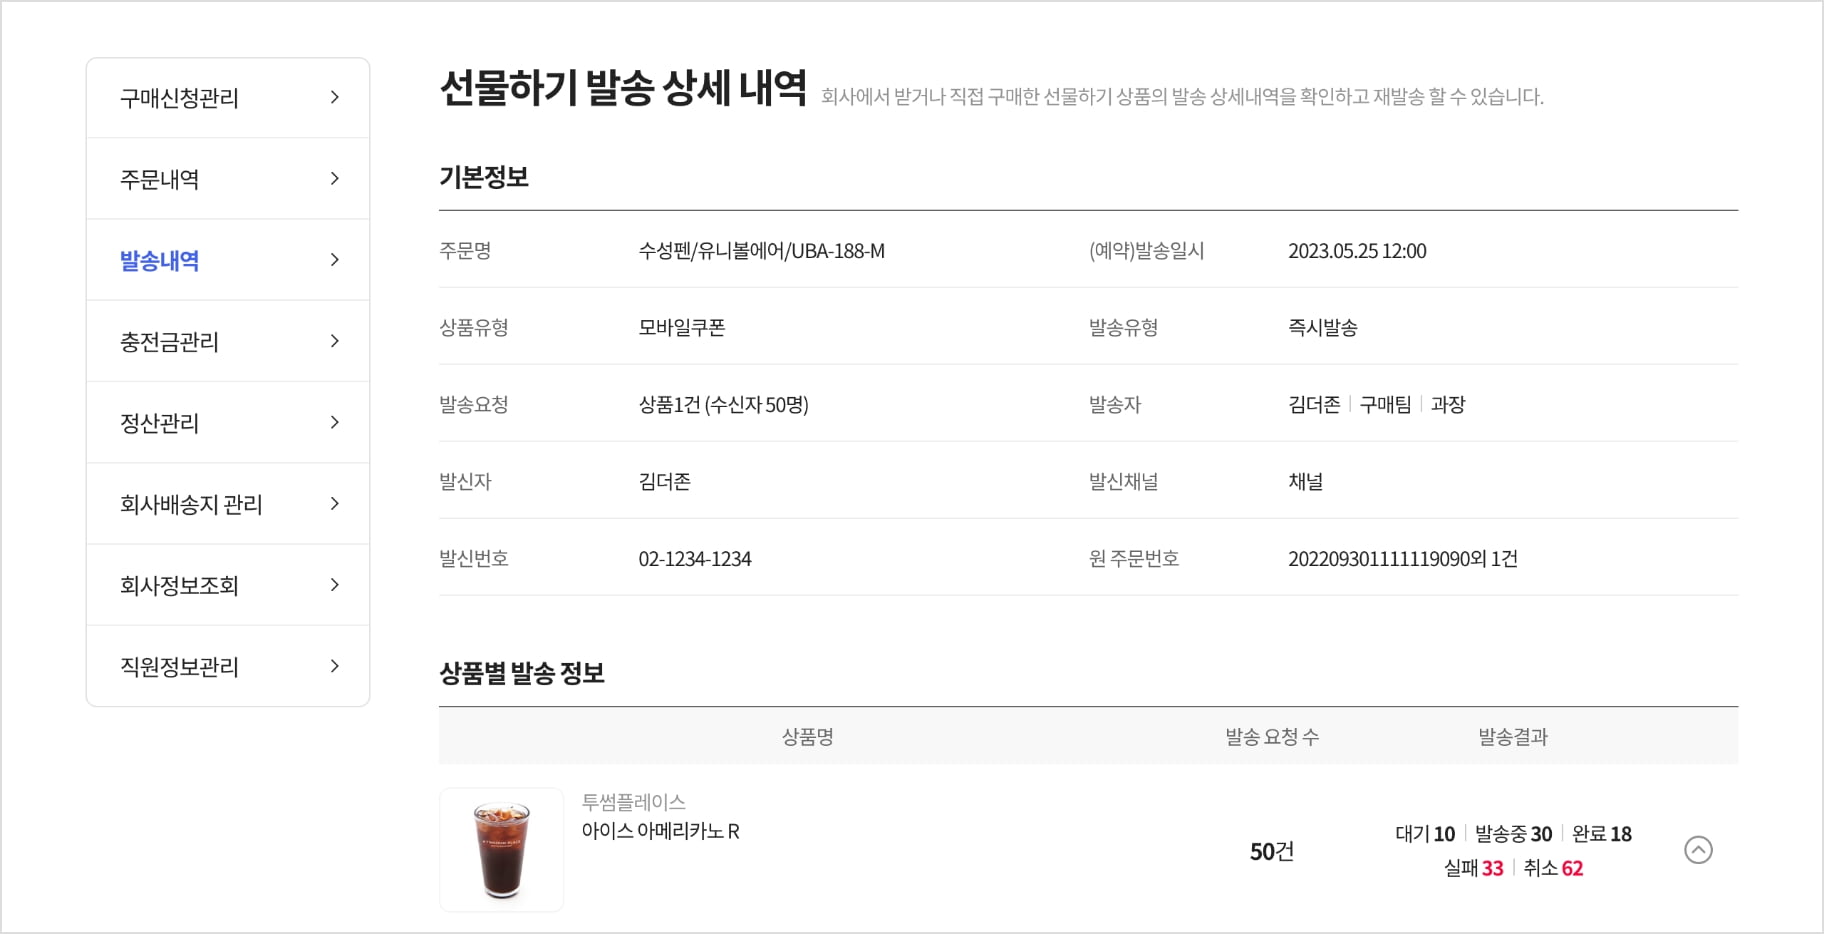 구매신청관리
주문내역
발송내역
충전금관리
정산관리
회사배송지 관리
회사정보조회
직원정보관리
선물하기 발송 상세 내역 회사에서 받거나 직접 구매한 선물하기 상품의 발송 상세내역을 확인하고 재발송 할 수 있습니다.
기본정보
주문명 수성펜/유니볼에어/UBA-188-M (예약)발송일시 2023.05.25 12:00
상품유형 모바일쿠폰 발송유형 즉시발송
발송요청 상품1건 (수신자 50명) 발송자 김더존 | 구매팀 | 과장
발신자 김더존 발신채널 채널
발신번호 02-1234-1234 원 주문번호 202209301111119090외 1건
상품별 발송 정보
상품명 발송 요청 수 발송결과
투썸플레이스
아이스 아메리카노 R
50건
대기 10 | 발송중 30 | 완료 18
실패 33 | 취소 62